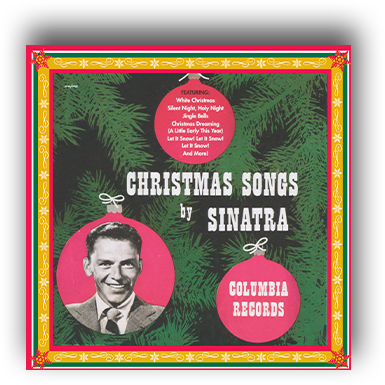 FEATURING:
White Christmas
Silent Night, Holy Night
Jingle Bells
Christmas Dreaming
(A Little Early This Year)
Let It Snow! Let It Snow!
Let It Snow!
And More!
CHRISTMAS SONGS
by SINATRA
COLUMBIA
RECORDS